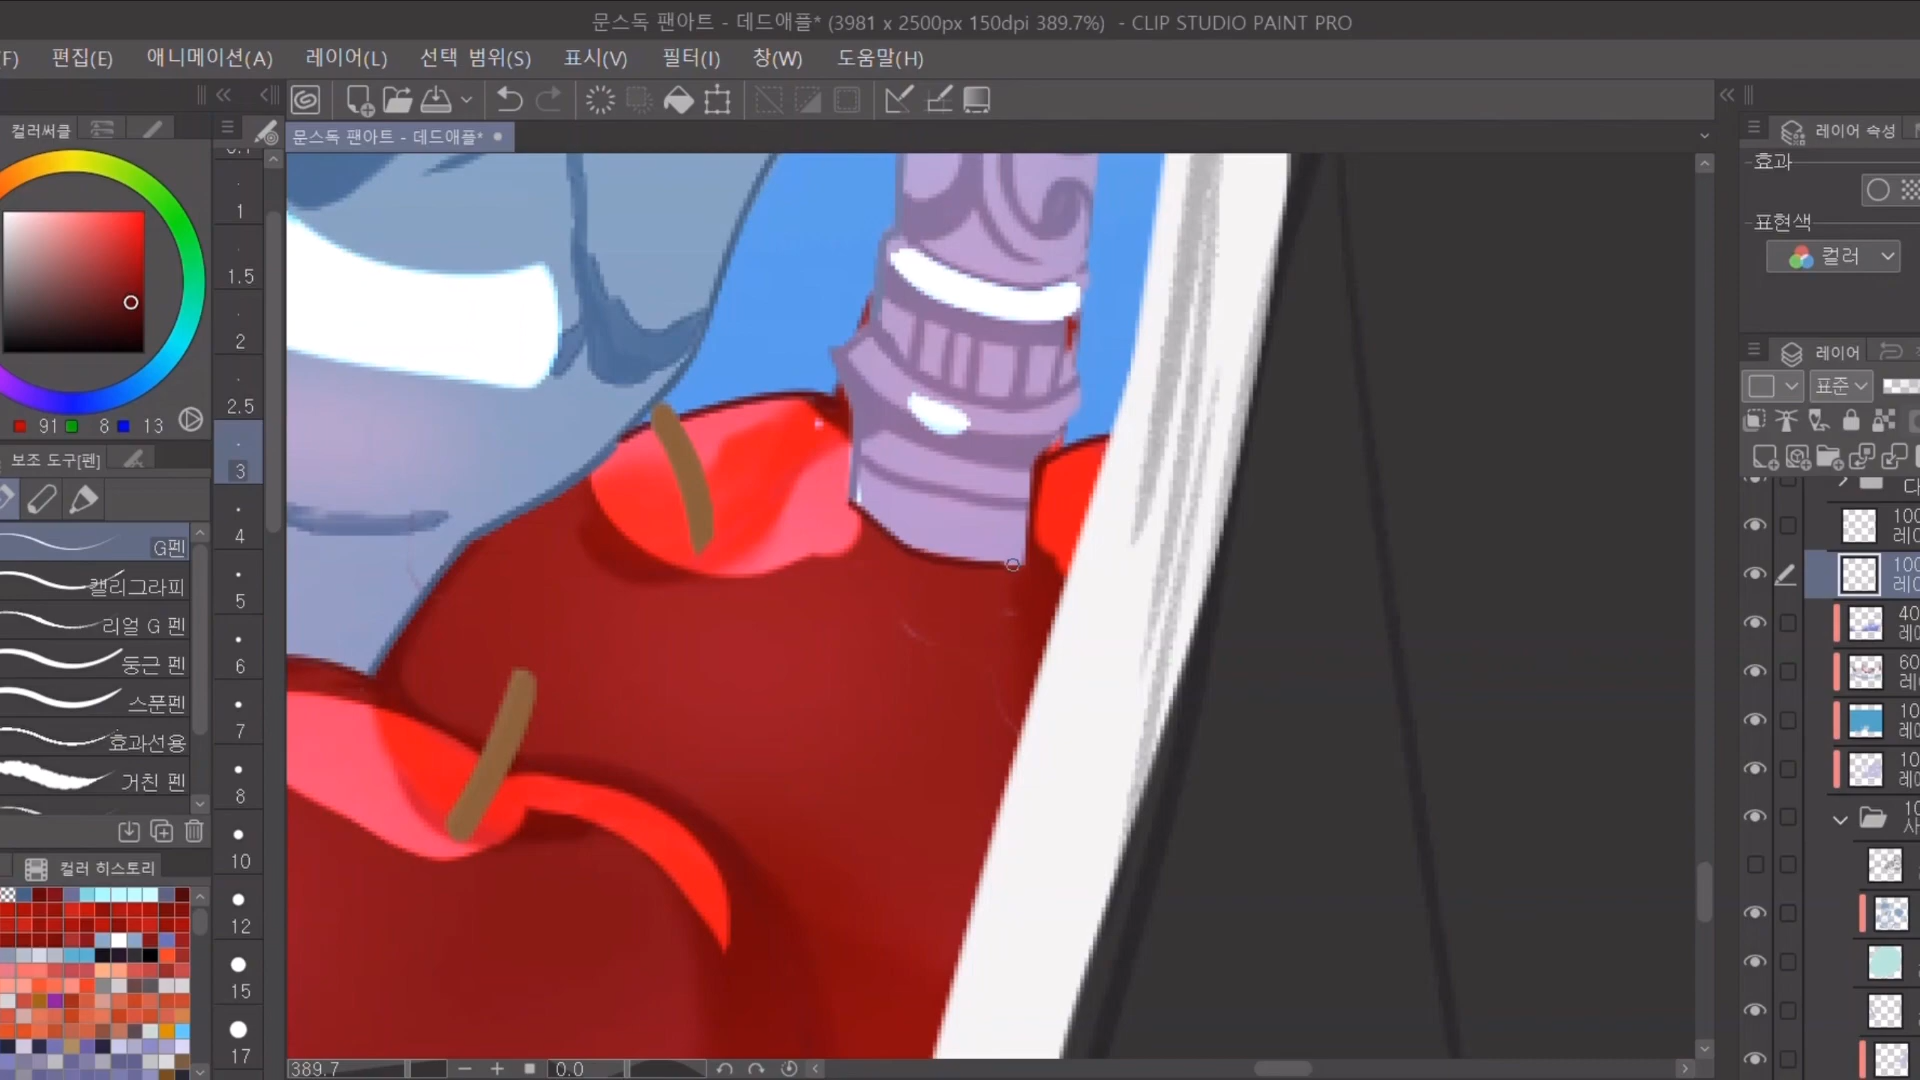 문스독 팬아트 - 데드애플* (3981 x 2500px 150dpi 389.7%) - CLIP STUDIO PAINT PRO
(F) 편집(E) 애니메이션(A) 레이어(L) 선택 범위(S) 표시(V) 필터(I) 창(W) 도움말(H)
컬러써클
문스독 팬아트 - 데드애플*
레이어 속성
효과
표현색
컬러
1
1.5
2
2.5
3
4
5
6
7
8
10
12
15
17
91 8 13
보조 도구[펜]
G펜
캘리그라피
리얼 G 펜
둥근 펜
스푼펜
효과선용
거친 펜
컬러 히스토리
레이어
표준
389.7
0.0